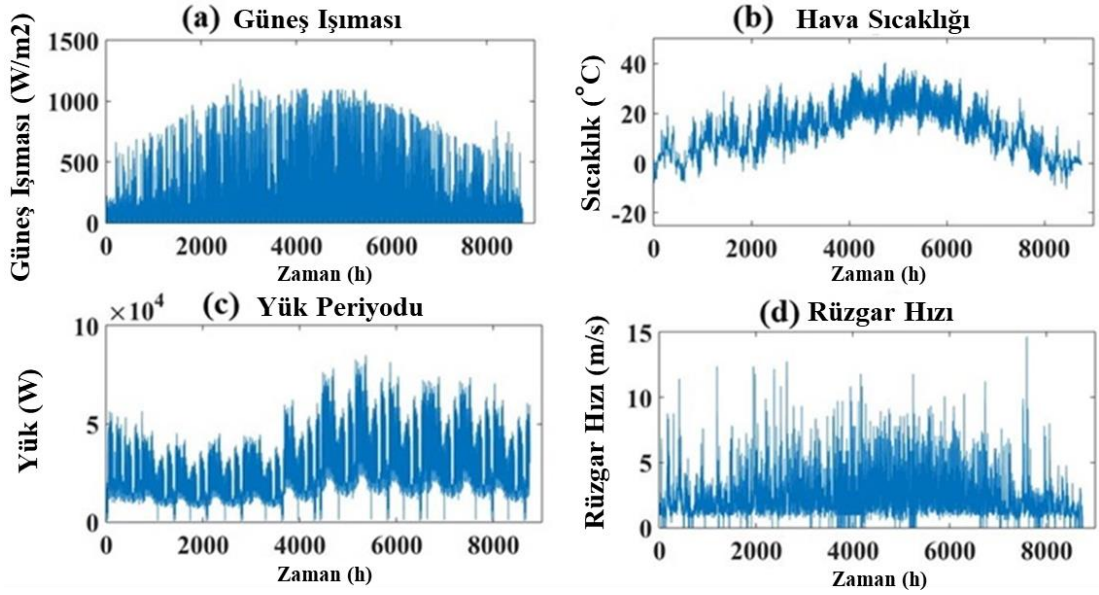 (a) Güneş Işıması
Güneş Işıması (W/m2)
1500
1000
500
0
0 2000 4000 6000 8000
Zaman (h)
(b) Hava Sıcaklığı
Sıcaklık (°C)
40
20
0
-20
0 2000 4000 6000 8000
Zaman (h)
(c) Yük Periyodu
×10⁴
Yük (W)
10
5
0
0 2000 4000 6000 8000
Zaman (h)
(d) Rüzgar Hızı
Rüzgar Hızı (m/s)
15
10
5
0
0 2000 4000 6000 8000
Zaman (h)